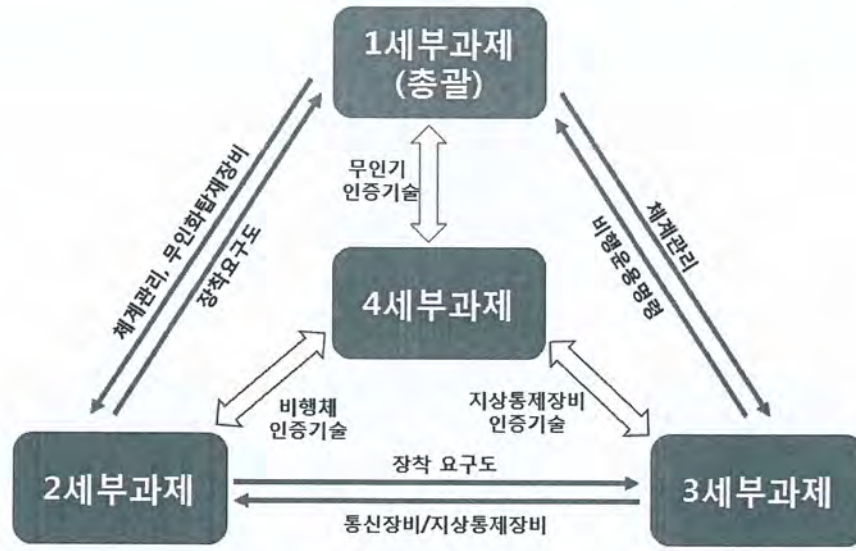 1세부과제
(총괄)
무인기
인증기술
체계관리, 무인화탑재장비
장착요구도
체계관리
비행운용명령
4세부과제
비행체
인증기술
지상통제장비
인증기술
2세부과제
장착 요구도
통신장비/지상통제장비
3세부과제